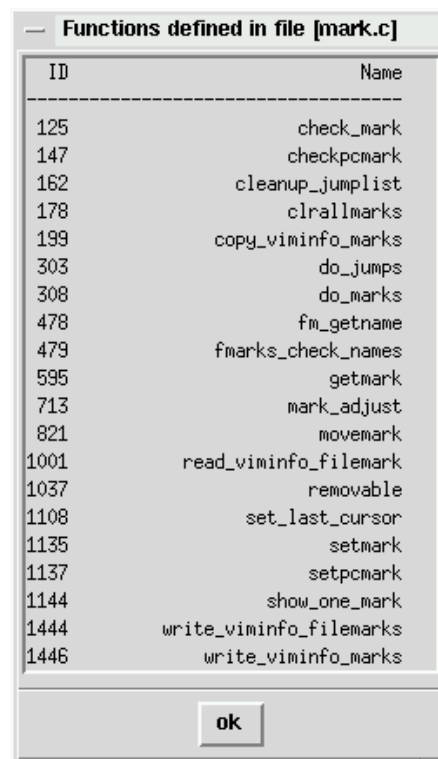 Functions defined in file [mark.c]
ID Name
----------------------------------------
125 check_mark
147 checkpcmark
162 cleanup_jumplist
178 clrallmarks
199 copy_viminfo_marks
303 do_jumps
308 do_marks
478 fm_getname
479 fmarks_check_names
595 getmark
713 mark_adjust
821 movemark
1001 read_viminfo_filemark
1037 removable
1108 set_last_cursor
1135 setmark
1137 setpcmark
1144 show_one_mark
1444 write_viminfo_filemarks
1446 write_viminfo_marks
ok